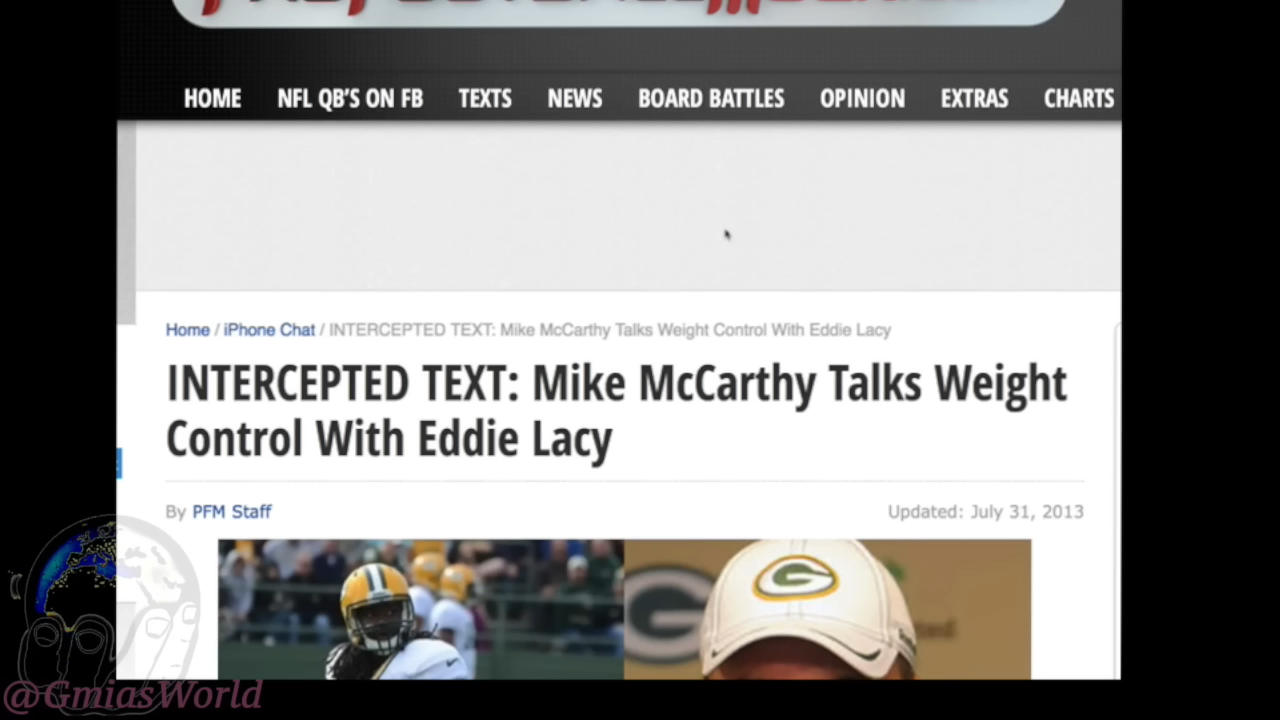 HOME NFL QB'S ON FB TEXTS NEWS BOARD BATTLES OPINION EXTRAS CHARTS
Home / iPhone Chat / INTERCEPTED TEXT: Mike McCarthy Talks Weight Control With Eddie Lacy
INTERCEPTED TEXT: Mike McCarthy Talks Weight
Control With Eddie Lacy
By PFM Staff Updated: July 31, 2013
G
G
@GmiasWorld